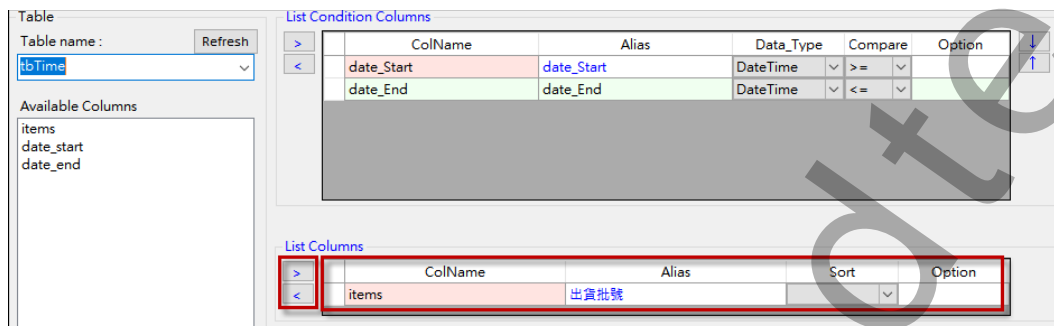 Table
Table name :
Refresh
tbTime
Available Columns
items
date_start
date_end
List Condition Columns
>
<
ColName Alias Data_Type Compare Option
date_Start date_Start DateTime >=
date_End date_End DateTime <=
↓
↑
List Columns
>
<
ColName Alias Sort Option
items 出貨批號
dte